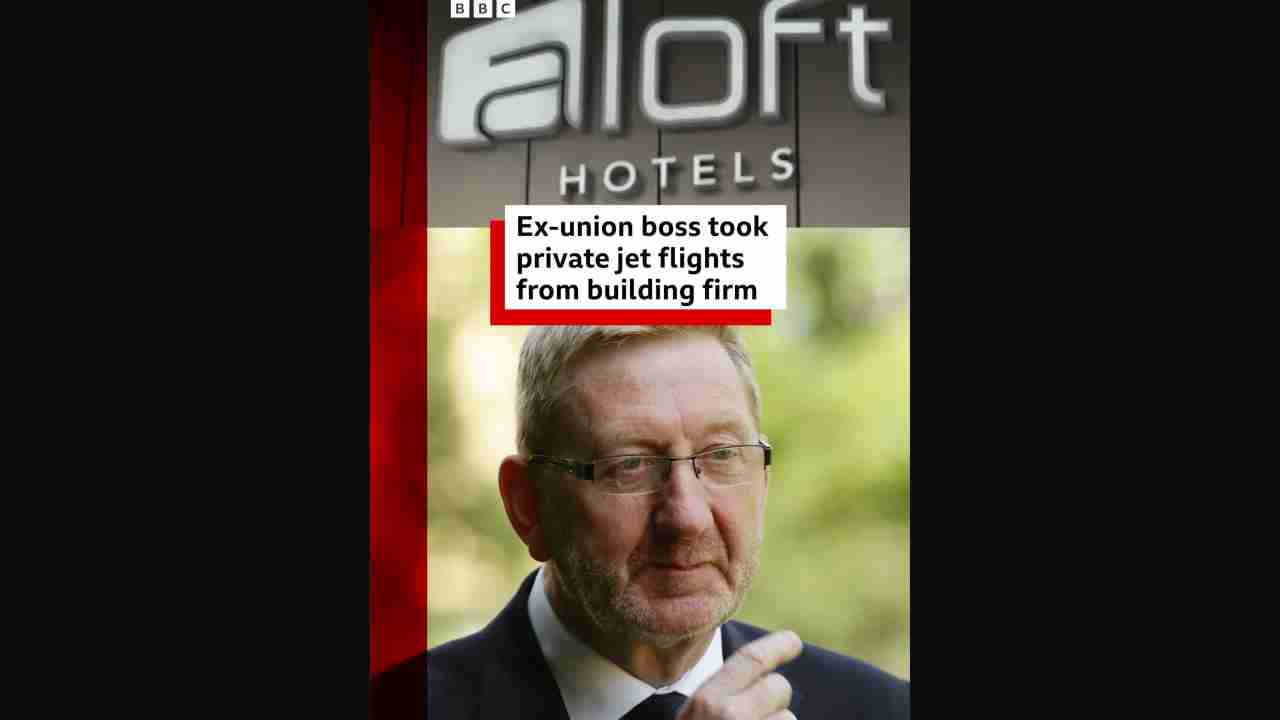 BBC
aloft
HOTELS
Ex-union boss took
private jet flights
from building firm